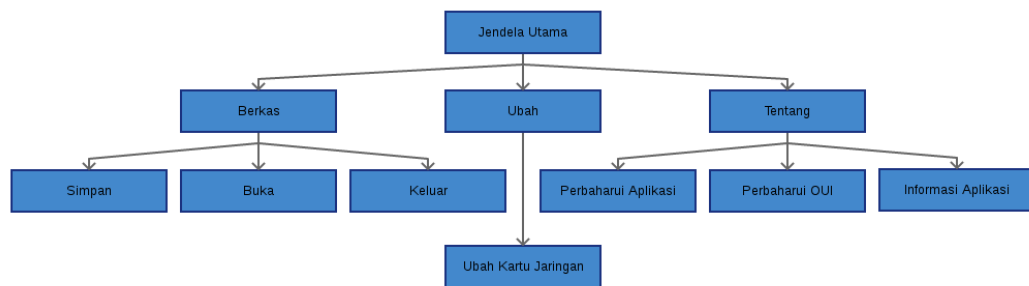 Jendela Utama
Berkas
Ubah
Tentang
Simpan
Buka
Keluar
Perbaharui Aplikasi
Perbaharui OUI
Informasi Aplikasi
Ubah Kartu Jaringan